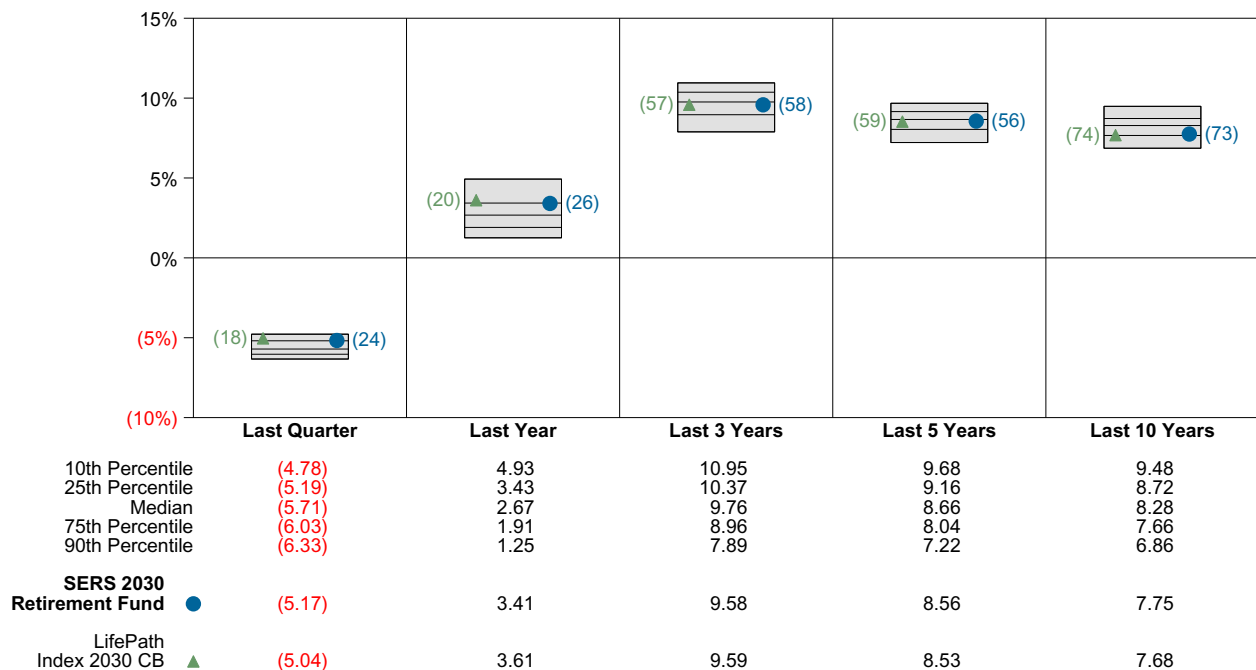 15%
10%
5%
0%
(5%)
(10%)
(18)
(24)
(20)
(26)
(57)
(58)
(59)
(56)
(74)
(73)
Last Quarter Last Year Last 3 Years Last 5 Years Last 10 Years
10th Percentile (4.78) 4.93 10.95 9.68 9.48
25th Percentile (5.19) 3.43 10.37 9.16 8.72
Median (5.71) 2.67 9.76 8.66 8.28
75th Percentile (6.03) 1.91 8.96 8.04 7.66
90th Percentile (6.33) 1.25 7.89 7.22 6.86
SERS 2030
Retirement Fund (5.17) 3.41 9.58 8.56 7.75
LifePath
Index 2030 CB (5.04) 3.61 9.59 8.53 7.68